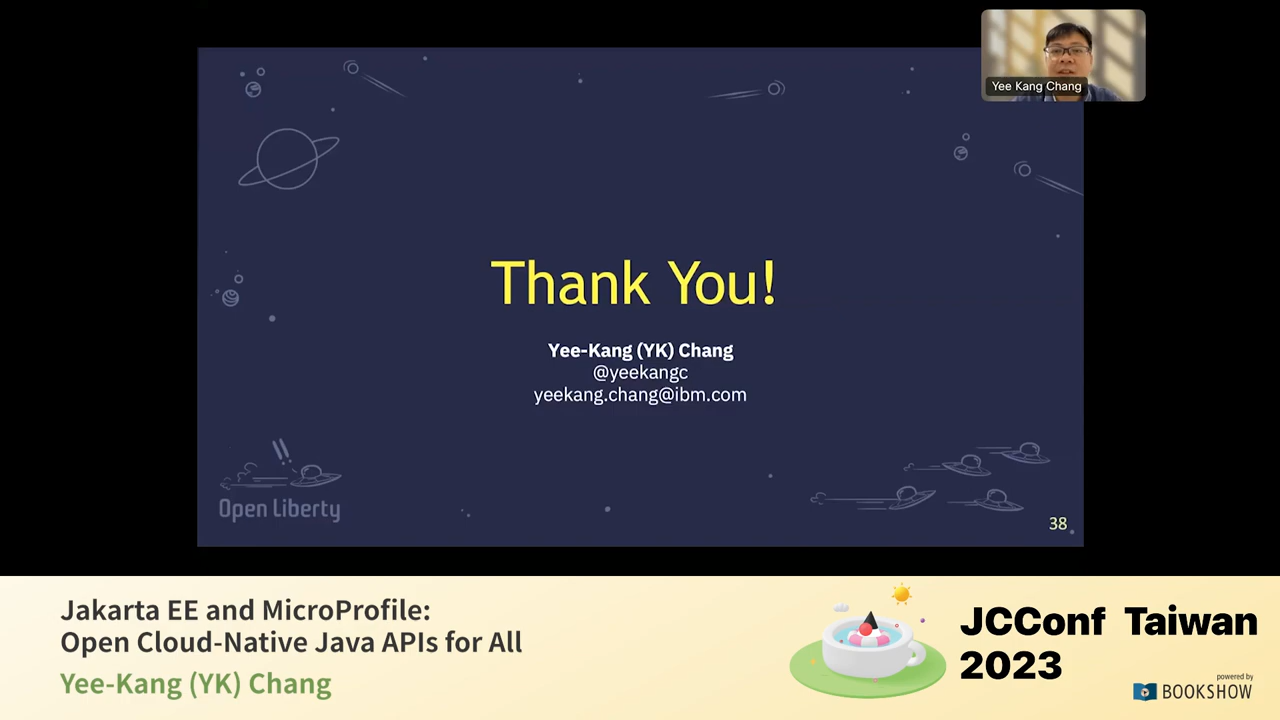 Yee Kang Chang
Thank You!
Yee-Kang (YK) Chang
@yeekangc
yeekang.chang@ibm.com
Open Liberty
38
Jakarta EE and MicroProfile:
Open Cloud-Native Java APIs for All
Yee-Kang (YK) Chang
JCConf Taiwan
2023
powered by
BOOKSHOW